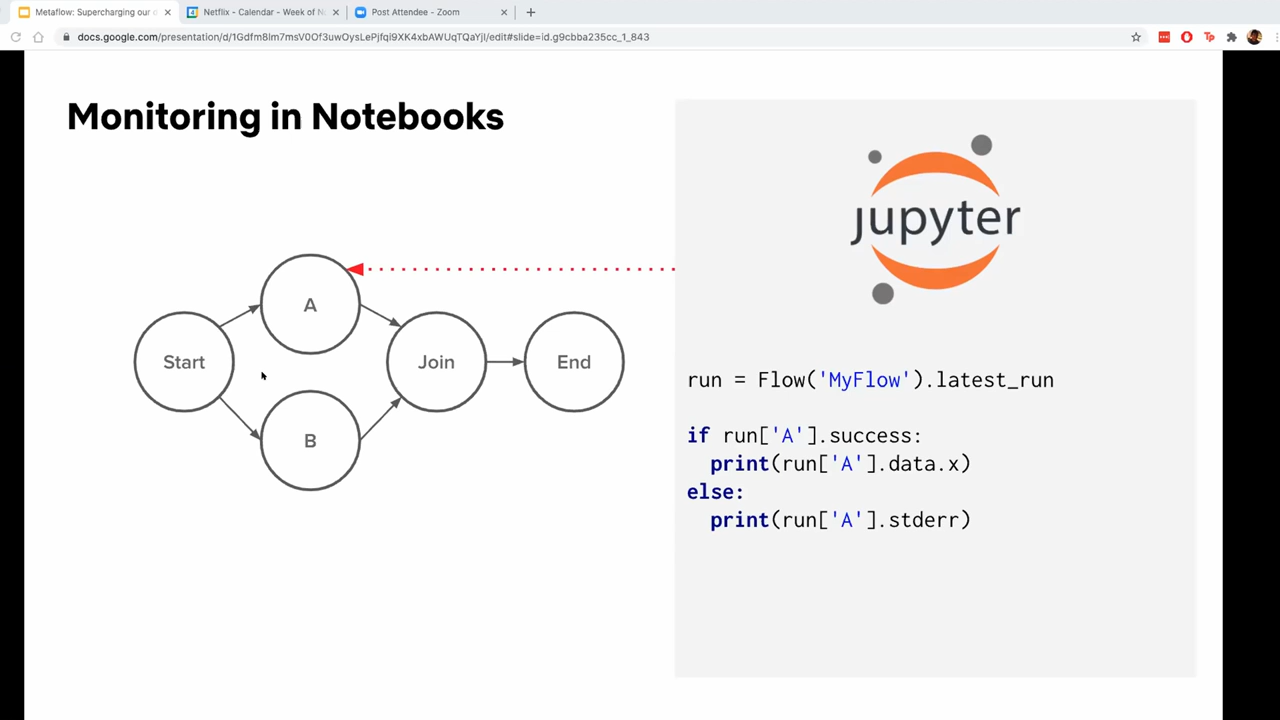 Metaflow: Supercharging our e
Netflix - Calendar - Week of N
Post Attendee - Zoom
docs.google.com/presentation/d/1Gdfm8lm7msV0Of3uwOysLePjfqi9XK4xbAWUqTQaYjI/edit#slide=id.g9cbba235cc_1_843
Monitoring in Notebooks
jupyter
A
Start
Join
End
B
run = Flow('MyFlow').latest_run
if run['A'].success:
print(run['A'].data.x)
else:
print(run['A'].stderr)